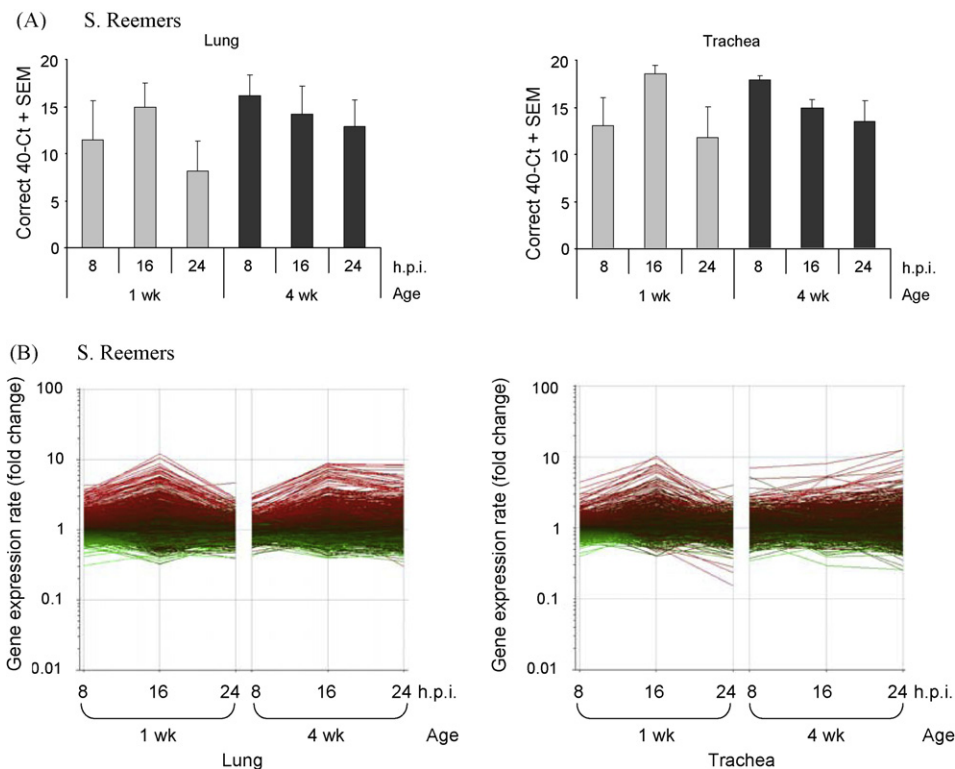 (A) S. Reemers
Lung
Correct 40-Ct + SEM
20
15
10
5
0
8 16 24 8 16 24 h.p.i.
1 wk 4 wk Age
Trachea
Correct 40-Ct + SEM
20
15
10
5
0
8 16 24 8 16 24 h.p.i.
1 wk 4 wk Age
(B) S. Reemers
Gene expression rate (fold change)
100
10
1
0.1
0.01
8 16 24 8 16 24 h.p.i.
1 wk 4 wk Age
Lung
Gene expression rate (fold change)
100
10
1
0.1
0.01
8 16 24 8 16 24 h.p.i.
1 wk 4 wk Age
Trachea